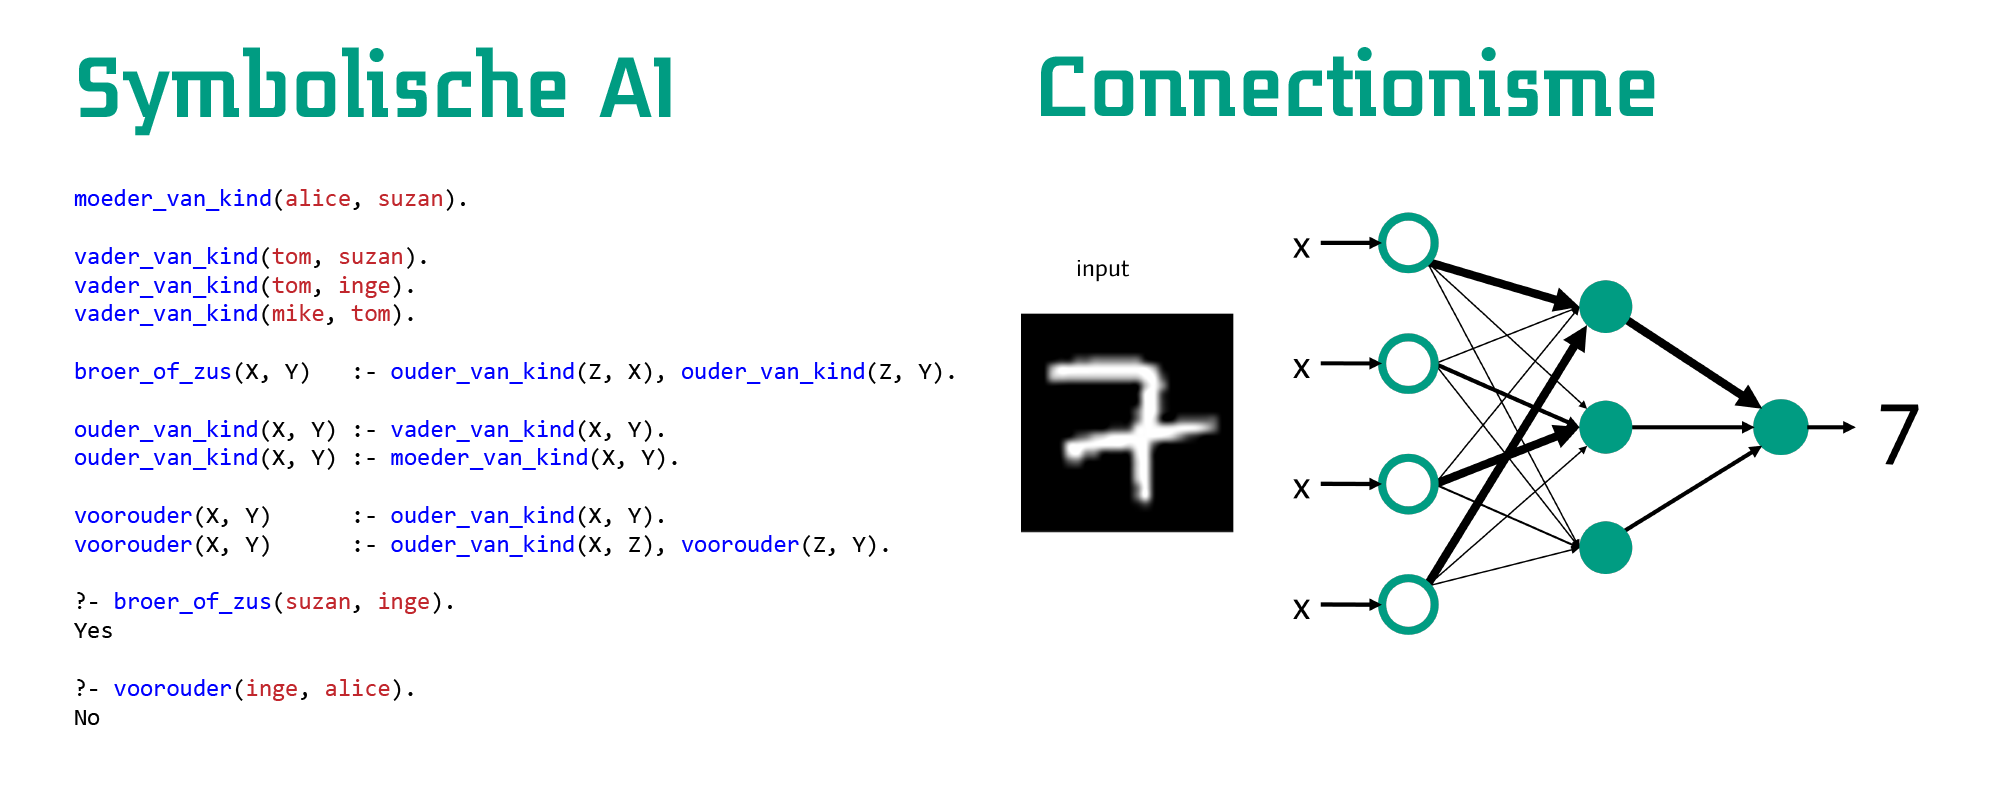 Symbolische AI
moeder_van_kind(alice, suzan).
vader_van_kind(tom, suzan).
vader_van_kind(tom, inge).
vader_van_kind(mike, tom).
broer_of_zus(X, Y)   :- ouder_van_kind(Z, X), ouder_van_kind(Z, Y).
ouder_van_kind(X, Y) :- vader_van_kind(X, Y).
ouder_van_kind(X, Y) :- moeder_van_kind(X, Y).
voorouder(X, Y)      :- ouder_van_kind(X, Y).
voorouder(X, Y)      :- ouder_van_kind(X, Z), voorouder(Z, Y).
?- broer_of_zus(suzan, inge).
Yes
?- voorouder(inge, alice).
No
Connectionisme
input
7
x
x
x
x
7